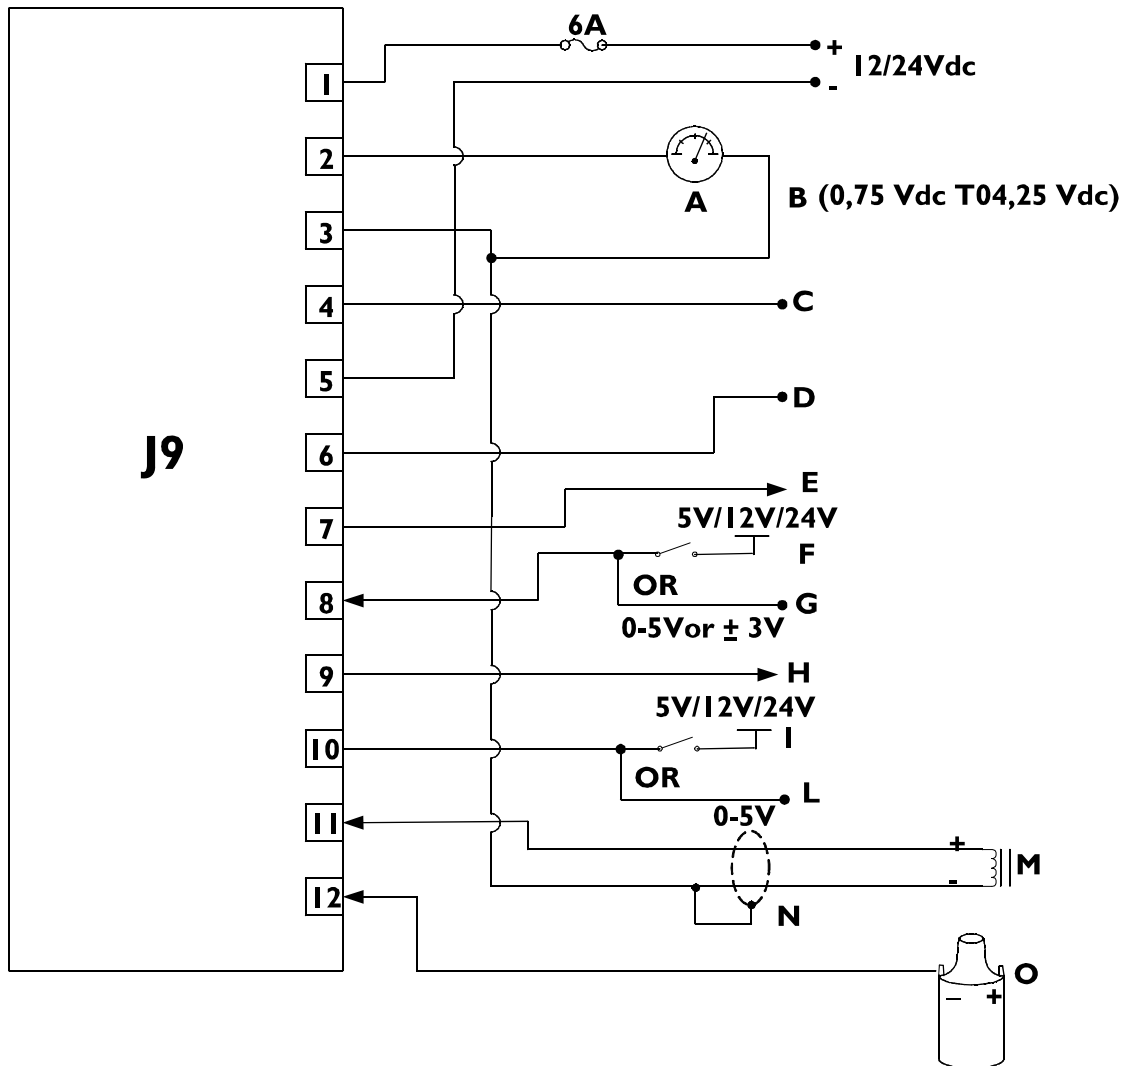 6A
+
12/24Vdc
-
1
2
A
B (0,75 Vdc T04,25 Vdc)
3
4
C
5
D
J9
6
E
7
5V/12V/24V
F
8
OR
G
0-5Vor ± 3V
9
H
5V/12V/24V
10
I
OR
L
0-5V
11
+
M
-
12
N
O
− +